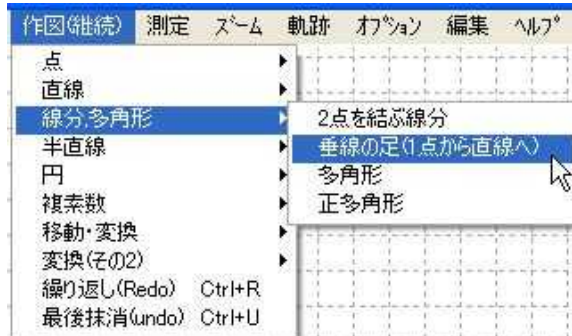 作図(継続) 測定 ズーム 軌跡 オプション 編集 ヘルプ
点
直線
線分,多角形
半直線
円
複素数
移動・変換
変換(その2)
繰り返し(Redo) Ctrl+R
最後抹消(undo) Ctrl+U
2点を結ぶ線分
垂線の足(1点から直線へ)
多角形
正多角形